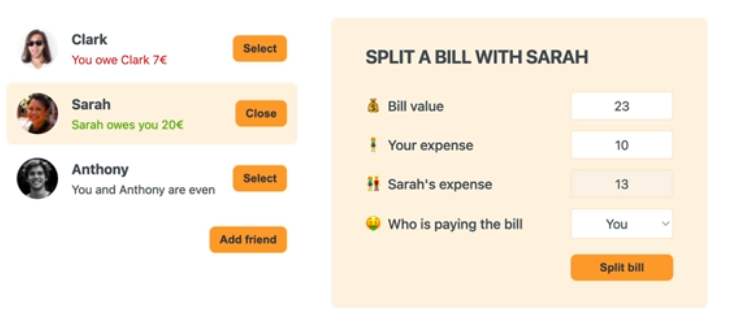 Clark
You owe Clark 7€
Select
Sarah
Sarah owes you 20€
Close
Anthony
You and Anthony are even
Select
Add friend
SPLIT A BILL WITH SARAH
Bill value
23
Your expense
10
Sarah's expense
13
Who is paying the bill
You
Split bill